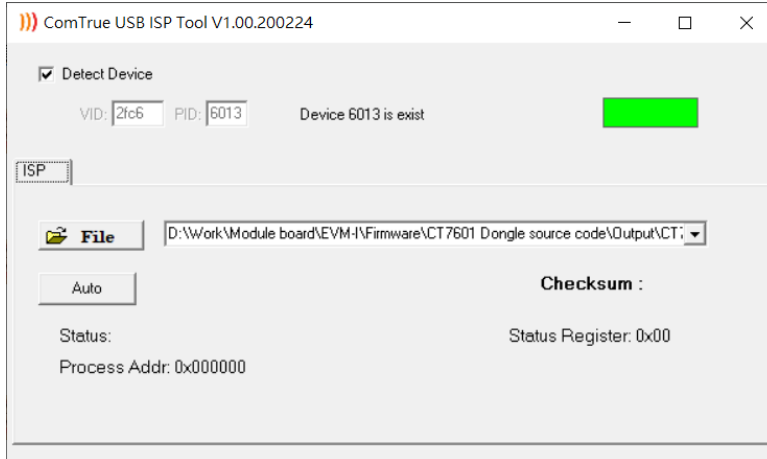 ComTrue USB ISP Tool V1.00.200224
Detect Device
VID: 2fc6 PID: 6013 Device 6013 is exist
ISP
File D:\Work\Module board\EVM-I\Firmware\CT7601 Dongle source code\Output\CT7
Auto Checksum :
Status: Status Register: 0x00
Process Addr: 0x000000